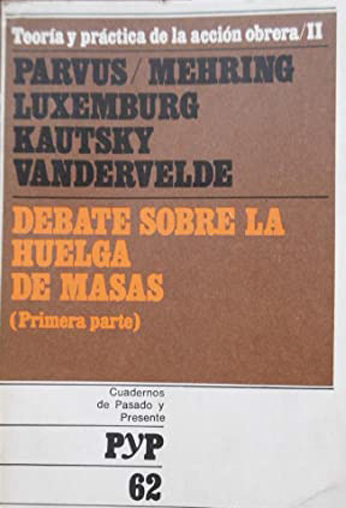 Teoría y práctica de la acción obrera/II
PARVUS/MEHRING
LUXEMBURG
KAUTSKY
VANDERVELDE
DEBATE SOBRE LA
HUELGA
DE MASAS
(Primera parte)
Cuadernos
de Pasado y
Presente
PYP
62